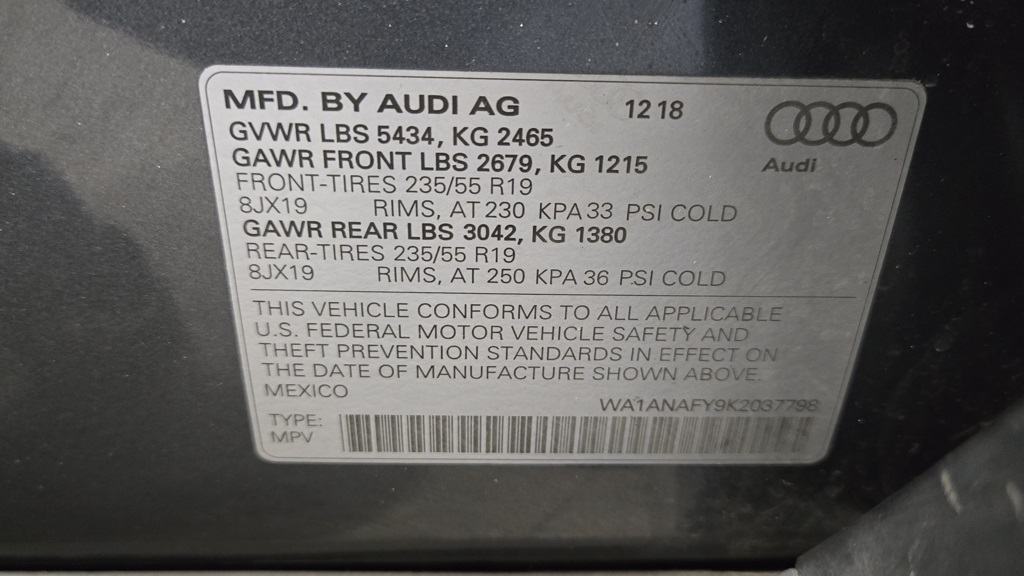 MFD. BY AUDI AG 12 18
GVWR LBS 5434, KG 2465
GAWR FRONT LBS 2679, KG 1215
FRONT-TIRES 235/55 R19
8JX19 RIMS, AT 230 KPA 33 PSI COLD
GAWR REAR LBS 3042, KG 1380
REAR-TIRES 235/55 R19
8JX19 RIMS, AT 250 KPA 36 PSI COLD
Audi
THIS VEHICLE CONFORMS TO ALL APPLICABLE
U.S. FEDERAL MOTOR VEHICLE SAFETY AND
THEFT PREVENTION STANDARDS IN EFFECT ON
THE DATE OF MANUFACTURE SHOWN ABOVE.
MEXICO
WA1ANAFY9K2037798
TYPE:
MPV